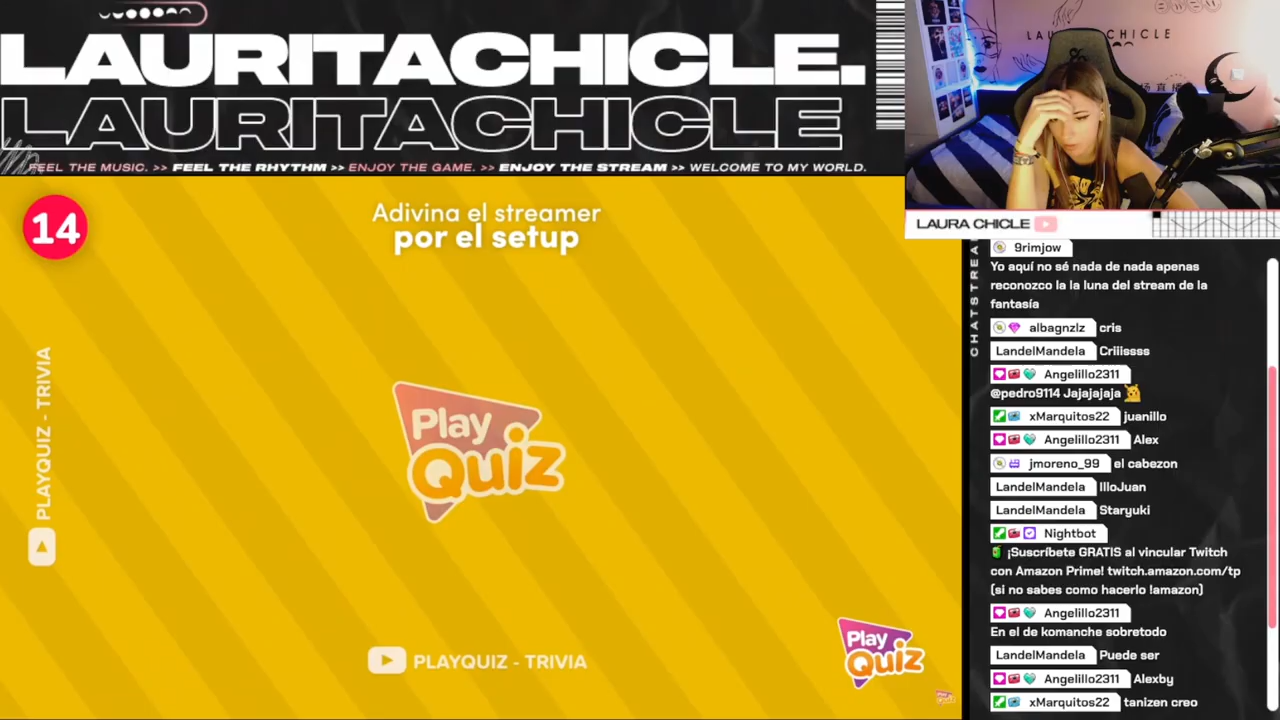 LAURITACHICLE.
LAURITACHICLE
FEEL THE MUSIC. >> FEEL THE RHYTHM >> ENJOY THE GAME. >> ENJOY THE STREAM >> WELCOME TO MY WORLD.
LAURA CHICLE
14
Adivina el streamer
por el setup
PLAYQUIZ - TRIVIA
Play
Quiz
PLAYQUIZ - TRIVIA
Play
Quiz
9rimjow
Yo aquí no sé nada de nada apenas
reconozco la la luna del stream de la
fantasía
albagnzlz cris
LandelMandela Criiissss
Angelillo2311
@pedro9114 Jajajajaja
xMarquitos22 juanillo
Angelillo2311 Alex
jmoreno_99 el cabezon
LandelMandela IlloJuan
LandelMandela Staryuki
Nightbot
¡Suscríbete GRATIS al vincular Twitch
con Amazon Prime! twitch.amazon.com/tp
(si no sabes como hacerlo !amazon)
Angelillo2311
En el de komanche sobretodo
LandelMandela Puede ser
Angelillo2311 Alexby
xMarquitos22 tanizen creo